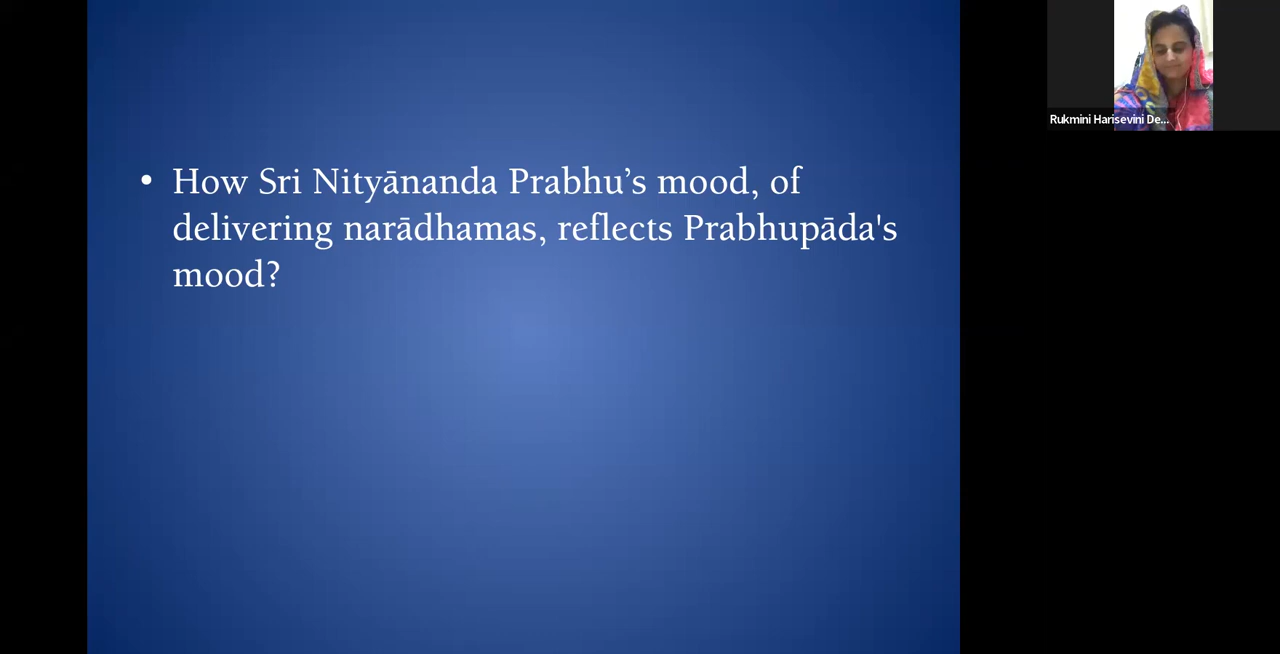 • How Sri Nityānanda Prabhu’s mood, of
delivering narādhamas, reflects Prabhupāda's
mood?
Rukmini Harisevini De...